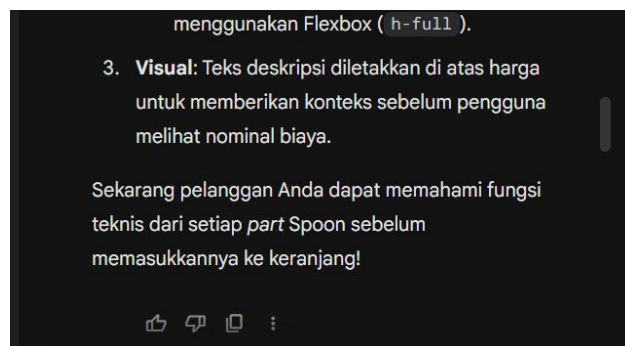 menggunakan Flexbox ( h-full ).
3. Visual: Teks deskripsi diletakkan di atas harga
untuk memberikan konteks sebelum pengguna
melihat nominal biaya.
Sekarang pelanggan Anda dapat memahami fungsi
teknis dari setiap part Spoon sebelum
memasukkannya ke keranjang!